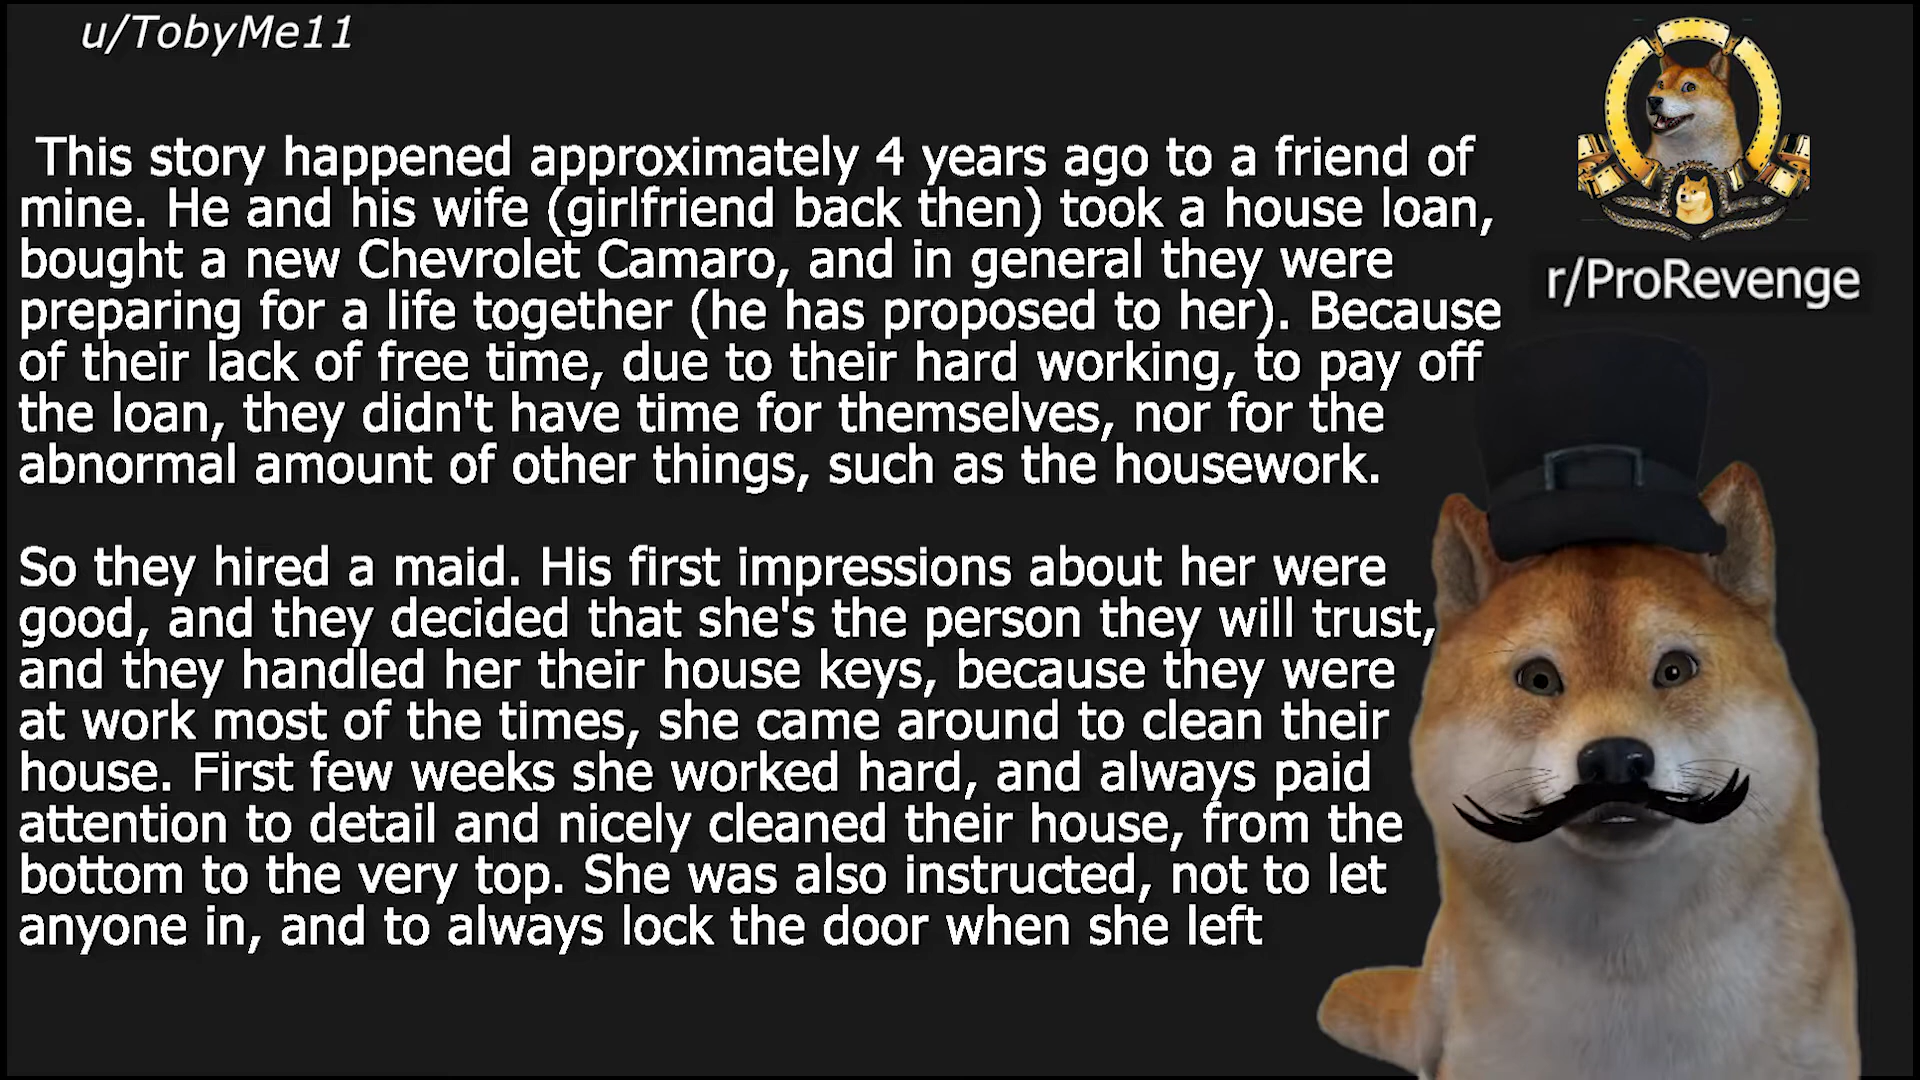 u/TobyMe11
This story happened approximately 4 years ago to a friend of
mine. He and his wife (girlfriend back then) took a house loan,
bought a new Chevrolet Camaro, and in general they were
preparing for a life together (he has proposed to her). Because
of their lack of free time, due to their hard working, to pay off
the loan, they didn't have time for themselves, nor for the
abnormal amount of other things, such as the housework.
So they hired a maid. His first impressions about her were
good, and they decided that she's the person they will trust,
and they handled her their house keys, because they were
at work most of the times, she came around to clean their
house. First few weeks she worked hard, and always paid
attention to detail and nicely cleaned their house, from the
bottom to the very top. She was also instructed, not to let
anyone in, and to always lock the door when she left
r/ProRevenge